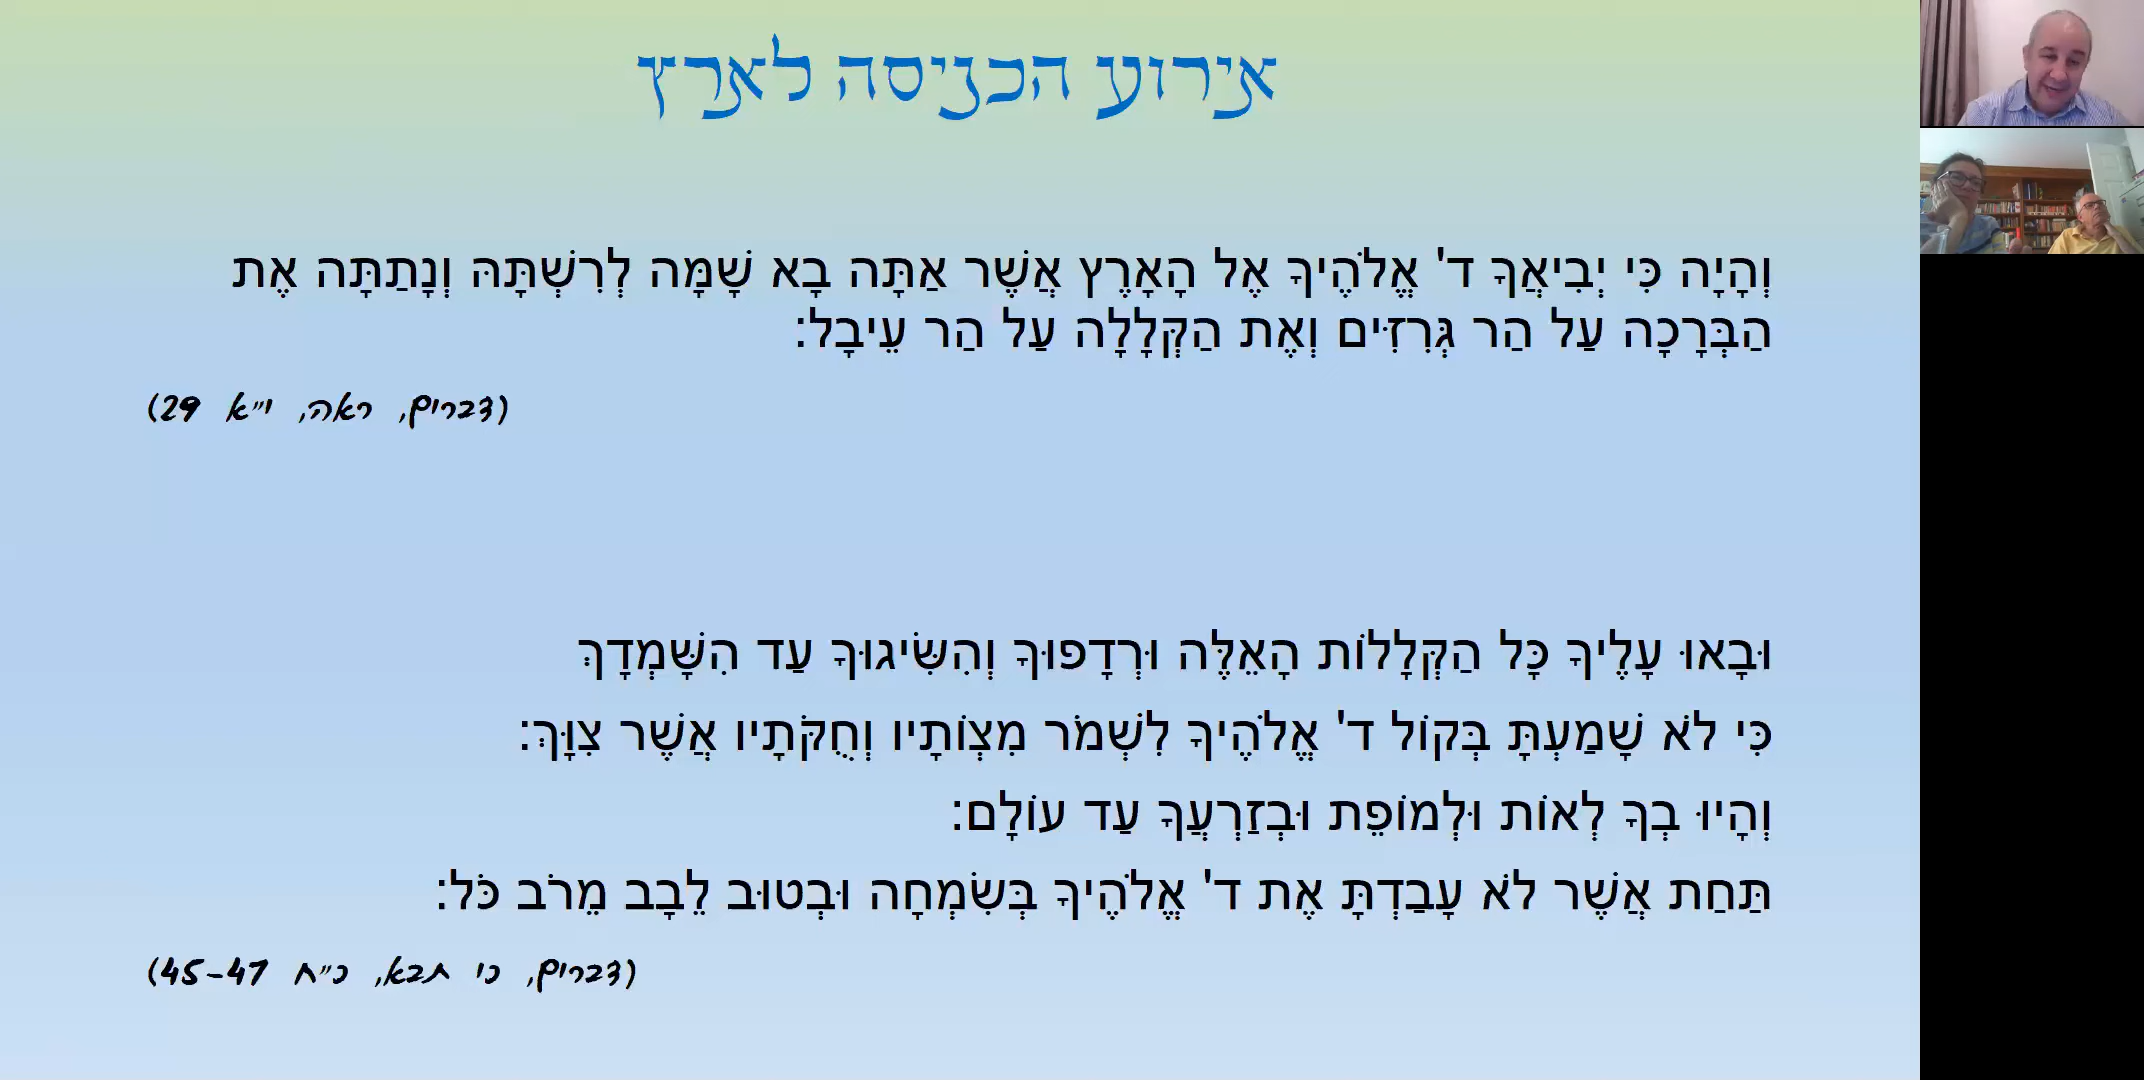 אירוע הכניסה לארץ
וְהָיָה כִּי יְבִיאֲךָ ד' אֱלֹהֶיךָ אֶל הָאָרֶץ אֲשֶׁר אַתָּה בָא שָׁמָּה לְרִשְׁתָּהּ וְנָתַתָּה אֶת
הַבְּרָכָה עַל הַר גְּרִזִּים וְאֶת הַקְּלָלָה עַל הַר עֵיבָל:
(דברים, ראה, י"א 29)
וּבָאוּ עָלֶיךָ כָּל הַקְּלָלוֹת הָאֵלֶּה וּרְדָפוּךָ וְהִשִּׂיגוּךָ עַד הִשָּׁמְדָךְ
כִּי לֹא שָׁמַעְתָּ בְּקוֹל ד' אֱלֹהֶיךָ לִשְׁמֹר מִצְוֹתָיו וְחֻקֹּתָיו אֲשֶׁר צִוָּךְ:
וְהָיוּ בְךָ לְאוֹת וּלְמוֹפֵת וּבְזַרְעֲךָ עַד עוֹלָם:
תַּחַת אֲשֶׁר לֹא עָבַדְתָּ אֶת ד' אֱלֹהֶיךָ בְּשִׂמְחָה וּבְטוּב לֵבָב מֵרֹב כֹּל:
(דברים, כי תבא, כ"ח 45-47)